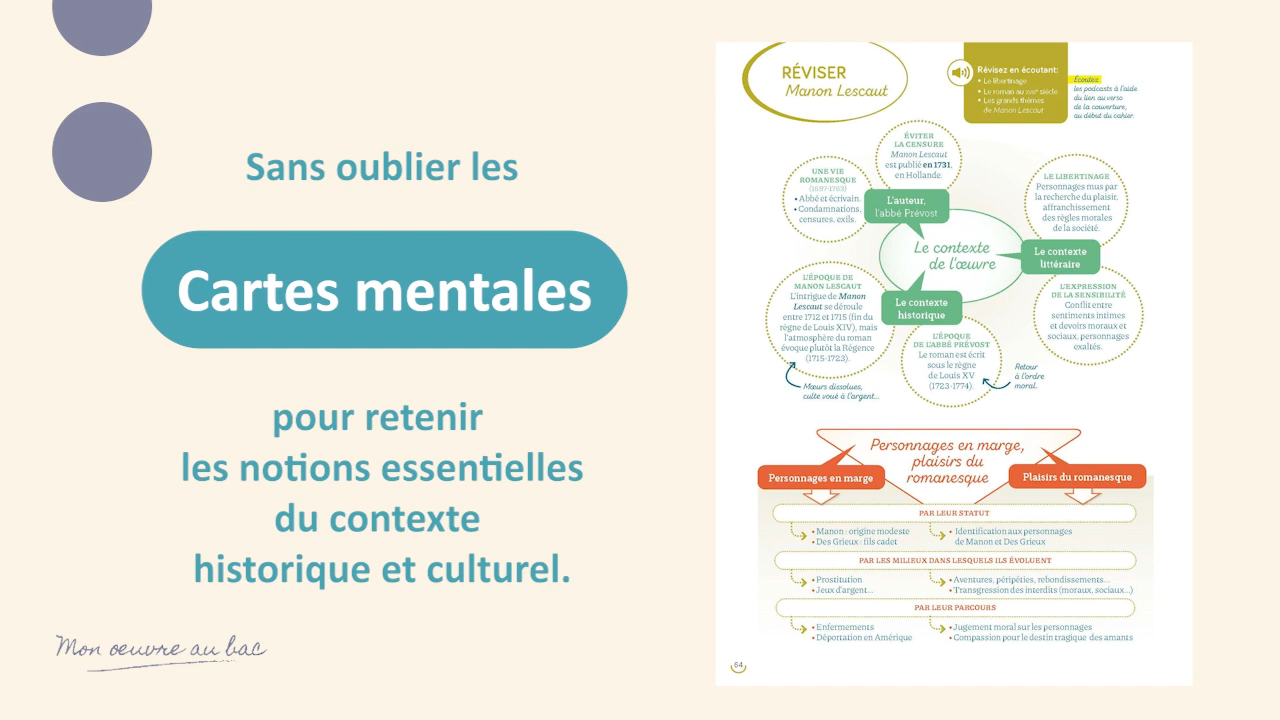 Sans oublier les
Cartes mentales
pour retenir
les notions essentielles
du contexte
historique et culturel.
Mon oeuvre au bac
RÉVISER
Manon Lescaut
Révisez en écoutant:
• Le libertinage
• Le roman au XVIIIᵉ siècle
• Les grands thèmes
de Manon Lescaut
Écoutez
les podcasts à l'aide
du lien au verso
de la couverture,
au début du cahier.
ÉVITER
LA CENSURE
Manon Lescaut
est publié en 1731,
en Hollande.
UNE VIE
ROMANESQUE
(1697-1763)
• Abbé et écrivain.
• Condamnations,
censures, exils.
L'auteur,
l'abbé Prévost
LE LIBERTINAGE
Personnages mus par
la recherche du plaisir,
affranchissement
des règles morales
de la société.
Le contexte
de l'œuvre
Le contexte
littéraire
L'ÉPOQUE DE
MANON LESCAUT
L'intrigue de Manon
Lescaut se déroule
entre 1712 et 1715 (fin du
règne de Louis XIV), mais
l'atmosphère du roman
évoque plutôt la Régence
(1715-1723).
Le contexte
historique
L'EXPRESSION
DE LA SENSIBILITÉ
Conflit entre
sentiments intimes
et devoirs moraux et
sociaux, personnages
exaltés.
L'ÉPOQUE
DE L'ABBÉ PRÉVOST
Le roman est écrit
sous le règne
de Louis XV
(1723-1774).
Mœurs dissolues,
culte voué à l'argent...
Retour
à l'ordre
moral.
Personnages en marge,
plaisirs du
romanesque
Personnages en marge
Plaisirs du romanesque
PAR LEUR STATUT
• Manon : origine modeste
• Des Grieux : fils cadet
• Identification aux personnages
de Manon et Des Grieux
PAR LES MILIEUX DANS LESQUELS ILS ÉVOLUENT
• Prostitution
• Jeux d'argent...
• Aventures, péripéties, rebondissements...
• Transgression des interdits (moraux, sociaux...)
PAR LEUR PARCOURS
• Enfermements
• Déportation en Amérique
• Jugement moral sur les personnages
• Compassion pour le destin tragique des amants
64